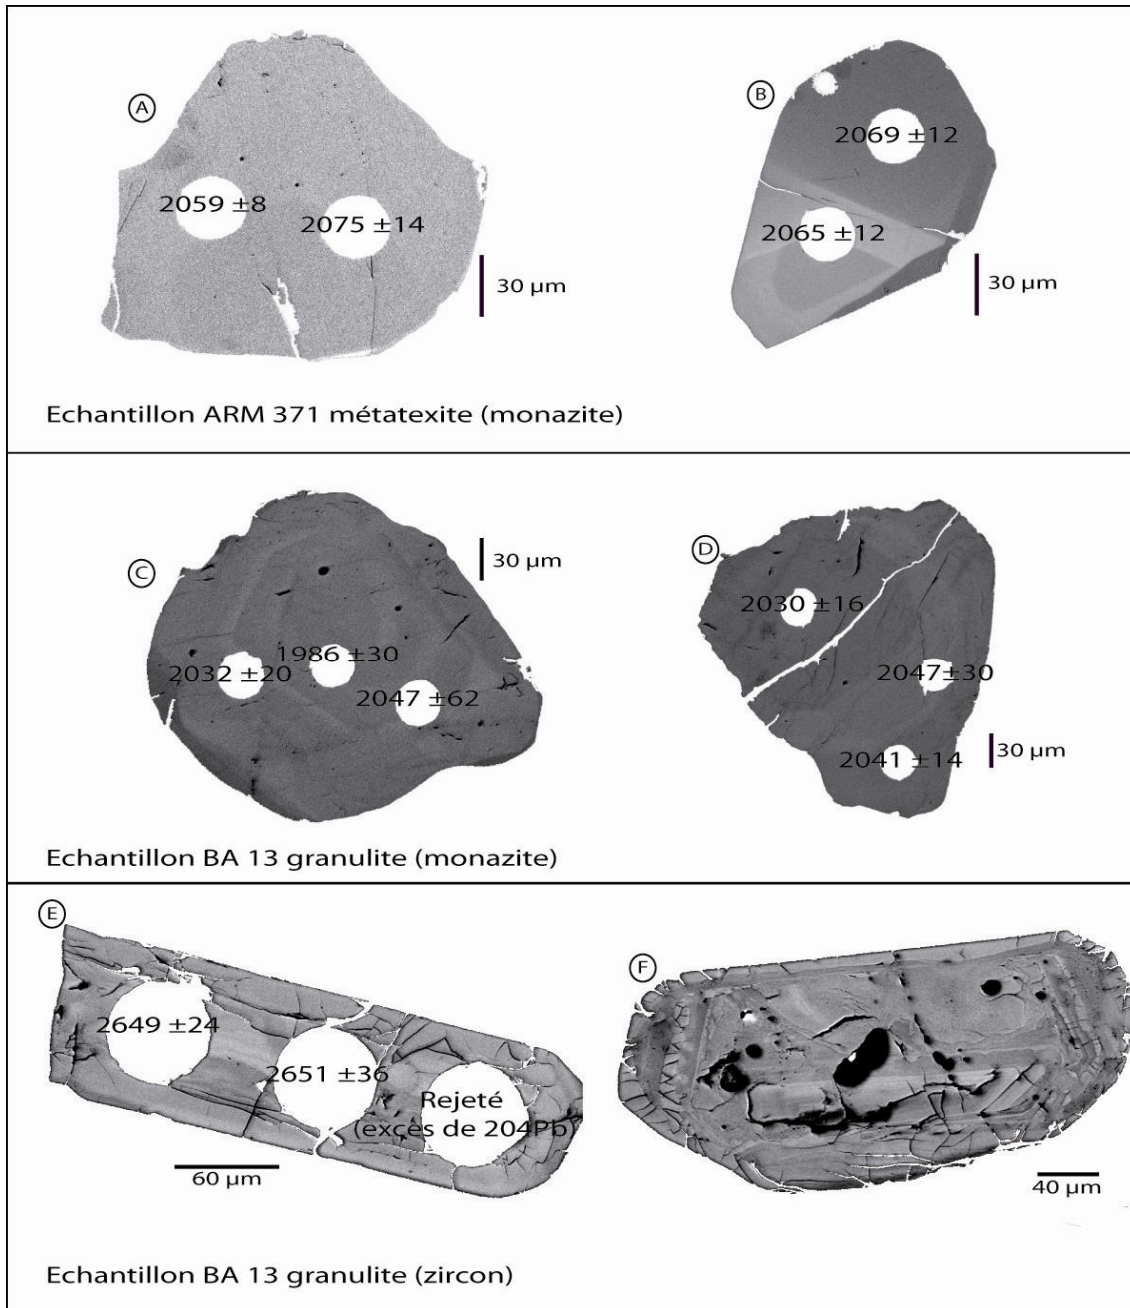 A
B
2069 ±12
2059 ±8
2075 ±14
2065 ±12
30 µm
30 µm
Echantillon ARM 371 métatexite (monazite)
C
30 µm
D
2030 ±16
1986 ±30
2032 ±20
2047 ±62
2047±30
2041 ±14
30 µm
Echantillon BA 13 granulite (monazite)
E
F
2649 ±24
2651 ±36
Rejeté
(excès de 204Pb)
60 µm
40 µm
Echantillon BA 13 granulite (zircon)